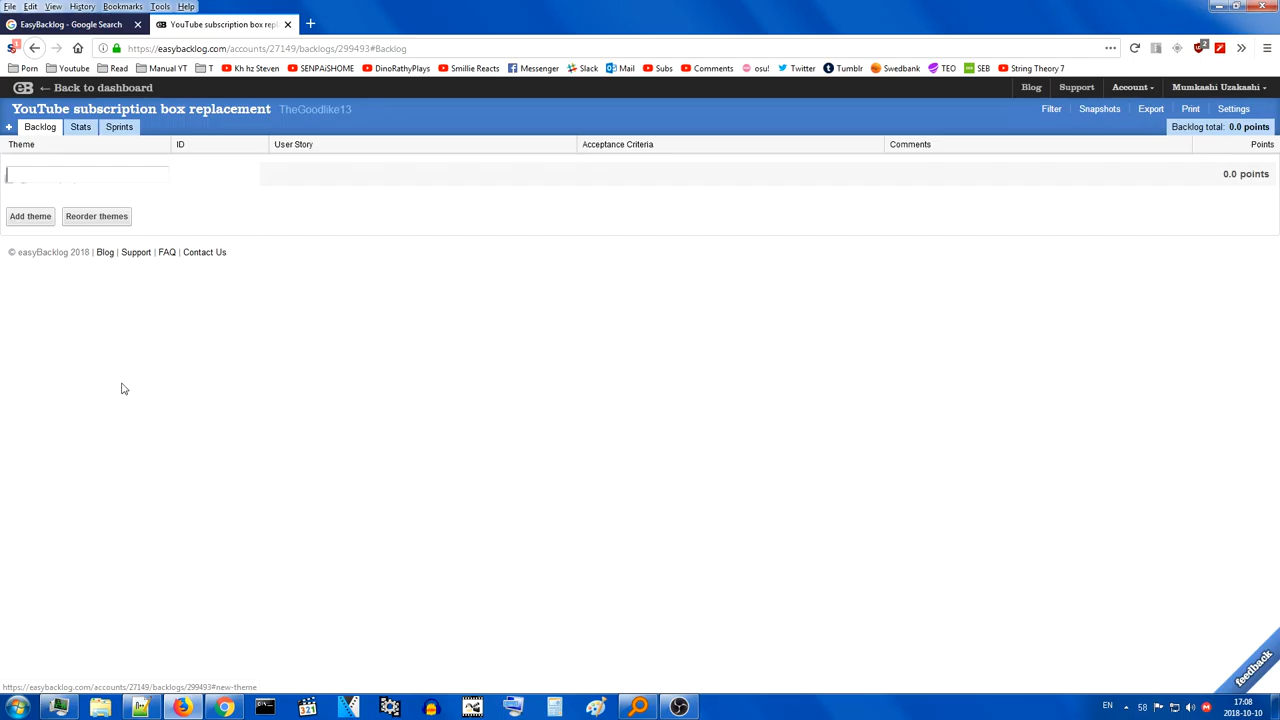 File Edit View History Bookmarks Tools Help
EasyBacklog - Google Search
YouTube subscription box repl
https://easybacklog.com/accounts/27149/backlogs/299493#Backlog
Porn Youtube Read Manual YT T Kh hz Steven SENPAiSHOME DinoRathyPlays Smillie Reacts Messenger Slack Mail Subs Comments osu! Twitter Tumblr Swedbank TEO SEB String Theory 7
← Back to dashboard Blog Support Account Mumkashi Uzakashi
YouTube subscription box replacement TheGoodlike13 Filter Snapshots Export Print Settings
+ Backlog Stats Sprints Backlog total: 0.0 points
Theme ID User Story Acceptance Criteria Comments Points
0.0 points
Add theme Reorder themes
© easyBacklog 2018 | Blog | Support | FAQ | Contact Us
feedback
https://easybacklog.com/accounts/27149/backlogs/299493#new-theme
EN 58 17:08
2018-10-10